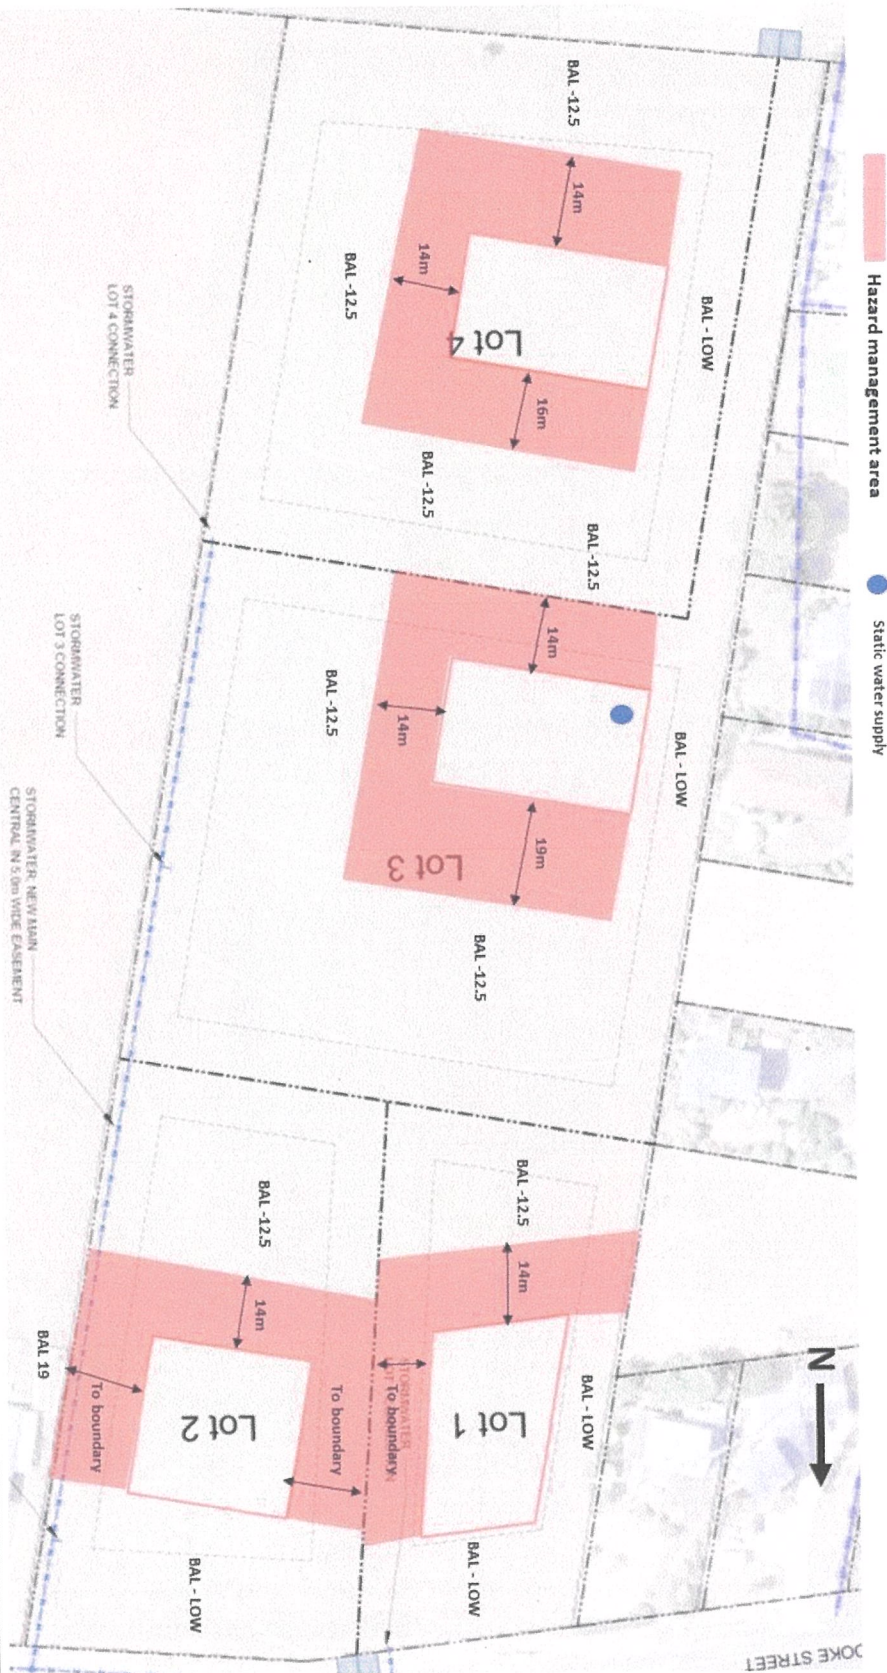 Hazard management area
Static water supply
BAL -12.5
14m
14m
BAL -12.5
Lot 4
BAL - LOW
16m
BAL -12.5
STORMWATER
LOT 4 CONNECTION
BAL -12.5
14m
14m
BAL -12.5
BAL - LOW
19m
Lot 3
BAL -12.5
STORMWATER
LOT 3 CONNECTION
STORMWATER: NEW MAIN
CENTRAL IN 5.0m WIDE EASEMENT
BAL -12.5
14m
BAL - LOW
Lot 1
STORMWATER
To boundary
BAL - LOW
BAL -12.5
14m
BAL 19
To boundary
Lot 2
To boundary
BAL - LOW
N
OOKE STREET